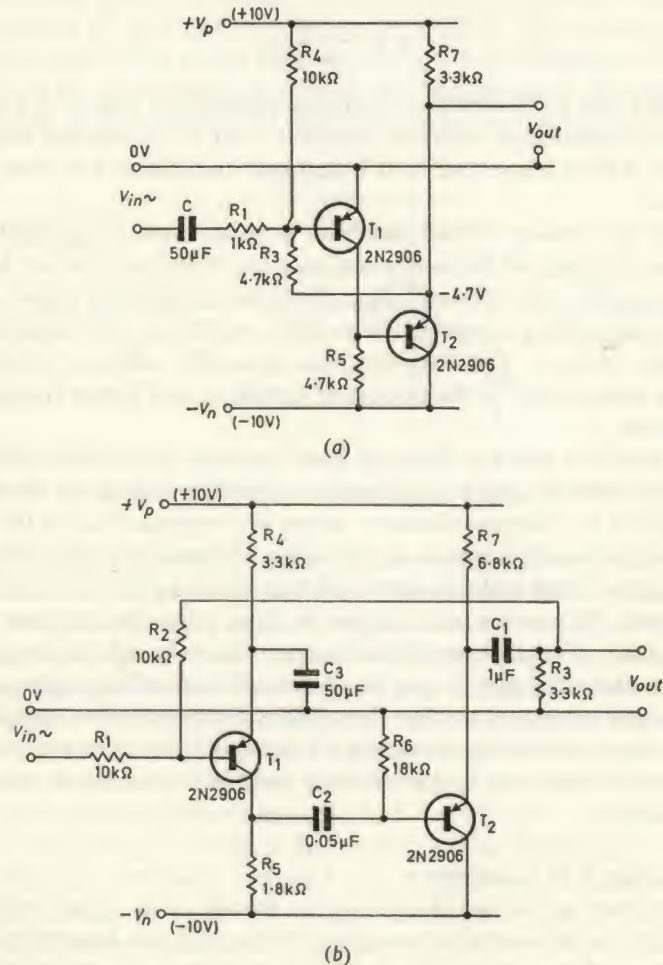 +Vp (+10V)
R4
10kΩ
R7
3·3kΩ
0V
Vout
Vin~
C
50μF
R1
1kΩ
T1
2N2906
R3
4·7kΩ
−4·7V
T2
2N2906
R5
4·7kΩ
−Vn
(−10V)
(a)
+Vp (+10V)
R4
3·3kΩ
R7
6·8kΩ
R2
10kΩ
C3
50μF
C1
1μF
R3
3·3kΩ
Vout
0V
Vin~
R1
10kΩ
T1
2N2906
R6
18kΩ
C2
0·05μF
T2
2N2906
R5
1·8kΩ
−Vn
(−10V)
(b)